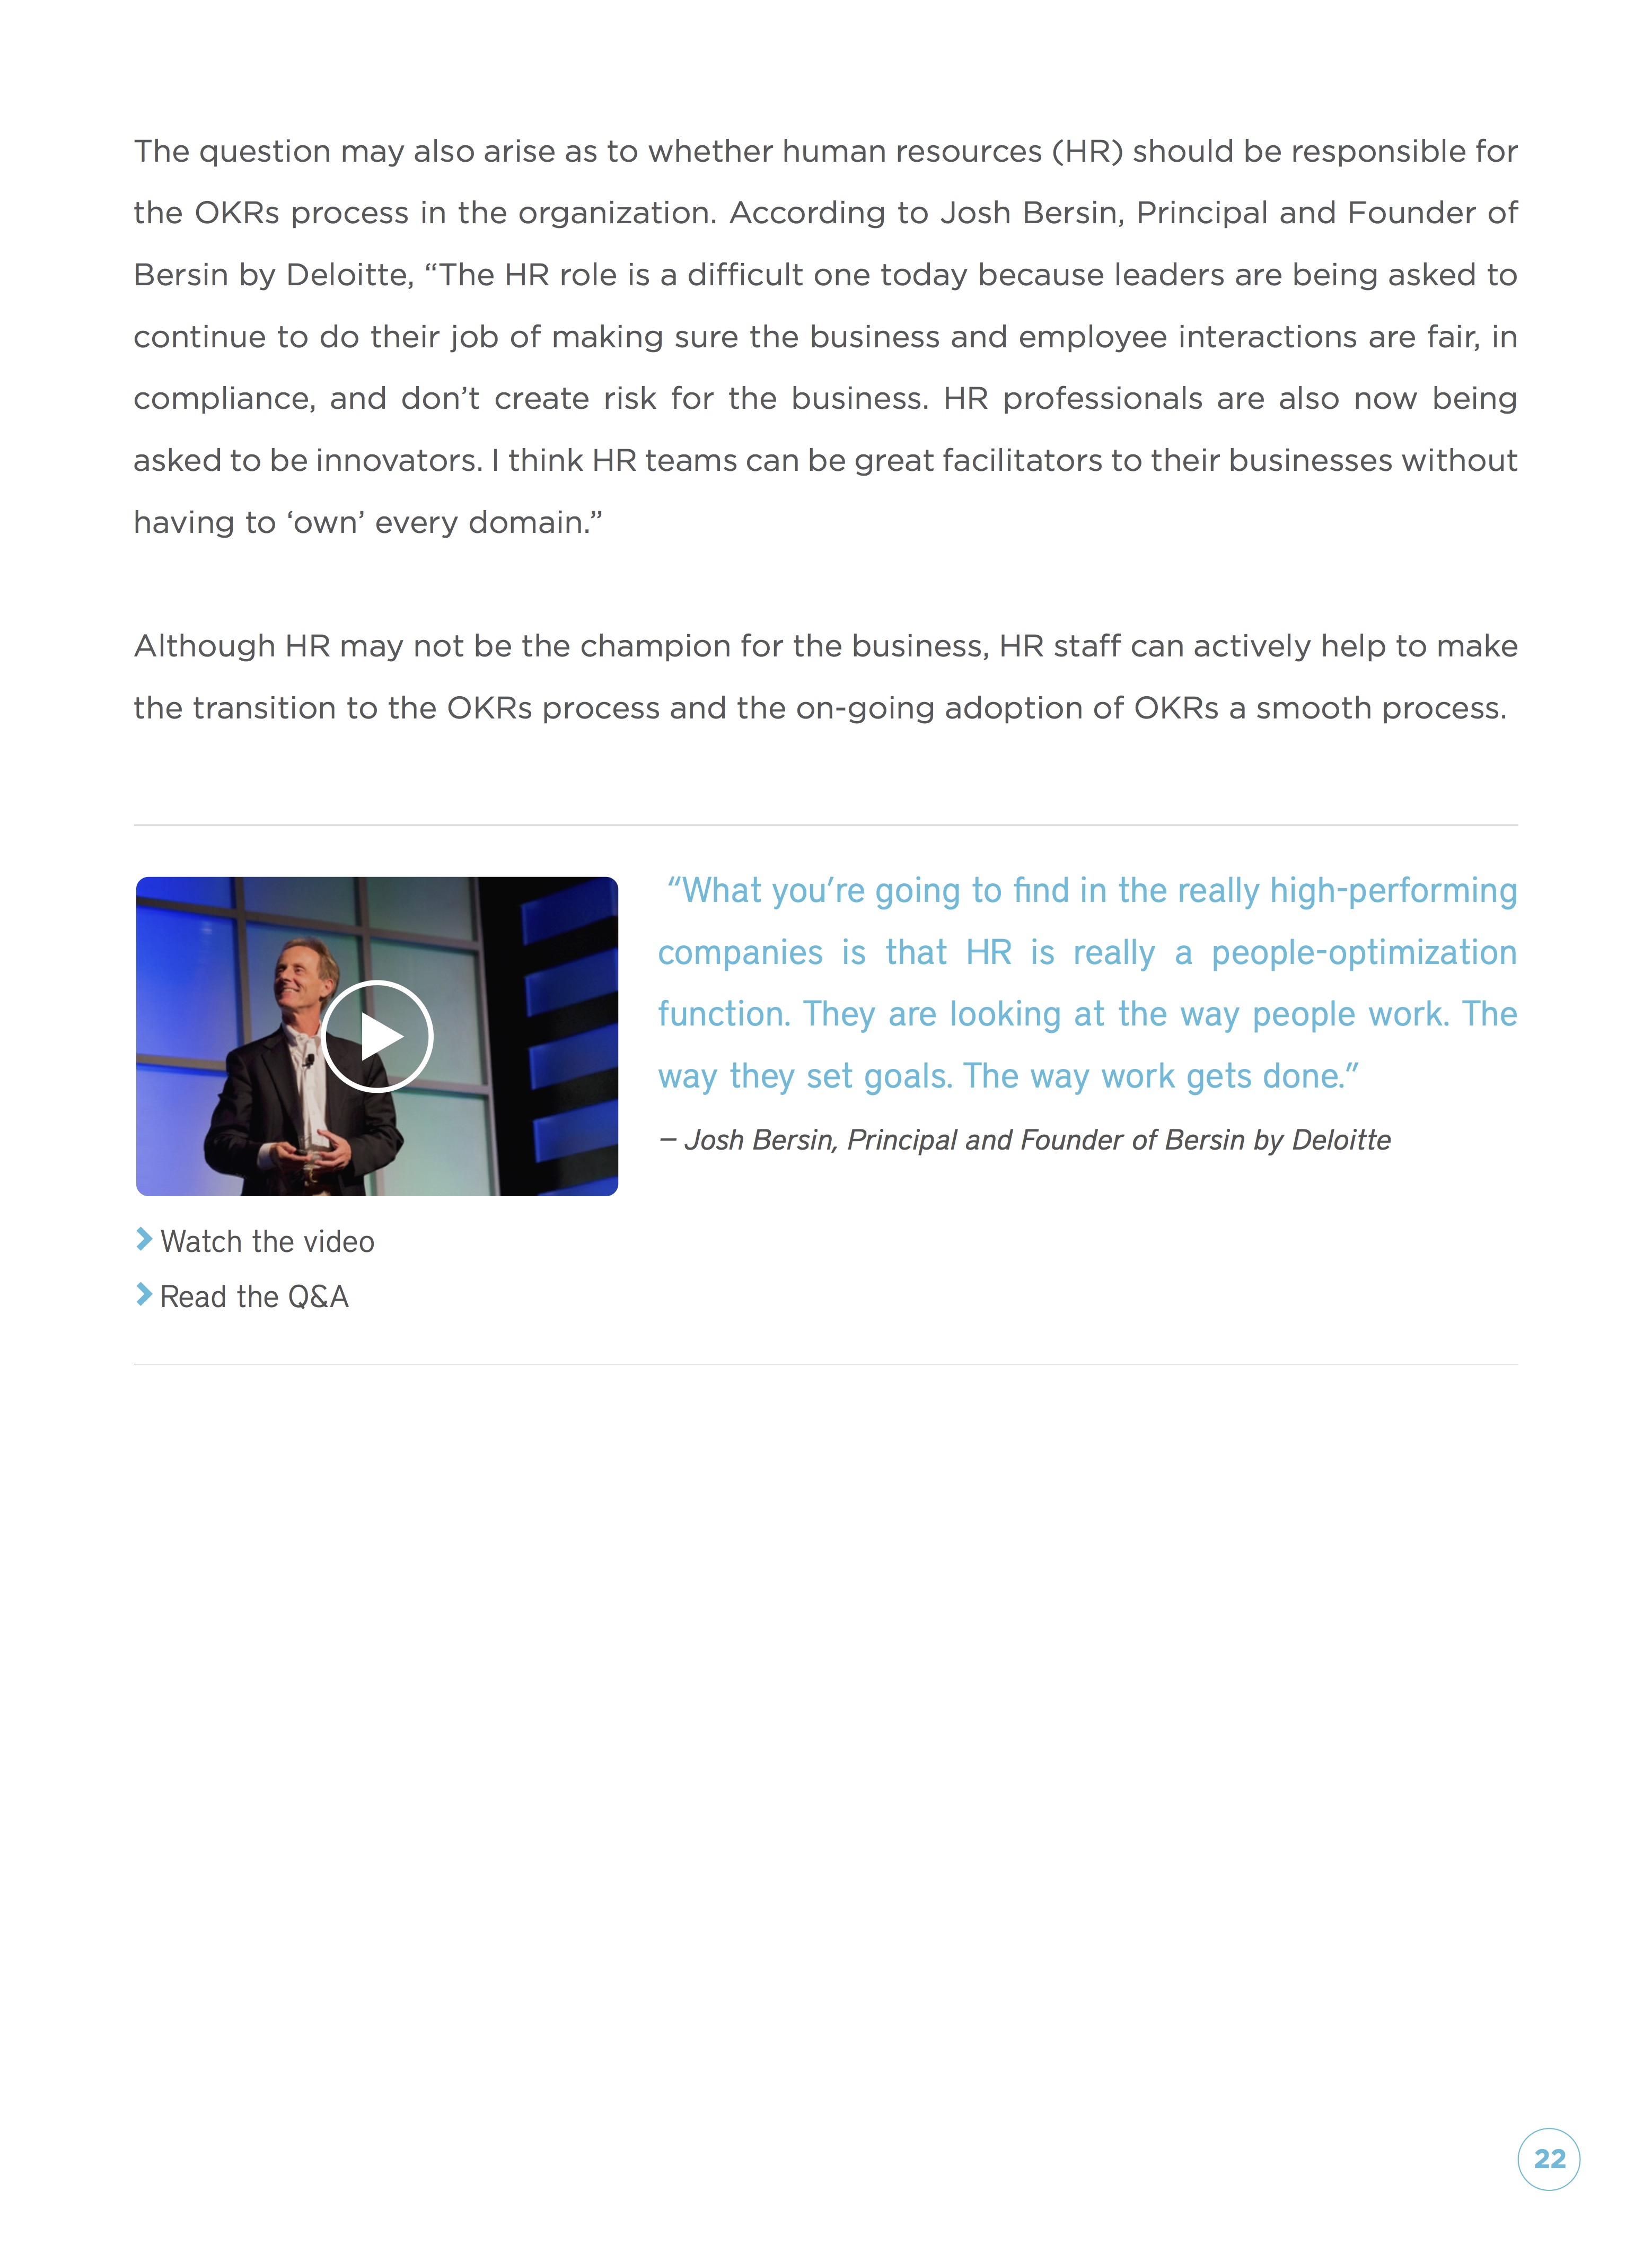 The question may also arise as to whether human resources (HR) should be responsible for
the OKRs process in the organization. According to Josh Bersin, Principal and Founder of
Bersin by Deloitte, “The HR role is a difficult one today because leaders are being asked to
continue to do their job of making sure the business and employee interactions are fair, in
compliance, and don’t create risk for the business. HR professionals are also now being
asked to be innovators. I think HR teams can be great facilitators to their businesses without
having to ‘own’ every domain.”
Although HR may not be the champion for the business, HR staff can actively help to make
the transition to the OKRs process and the on-going adoption of OKRs a smooth process.
“What you’re going to find in the really high-performing
companies is that HR is really a people-optimization
function. They are looking at the way people work. The
way they set goals. The way work gets done.”
– Josh Bersin, Principal and Founder of Bersin by Deloitte
Watch the video
Read the Q&A
22